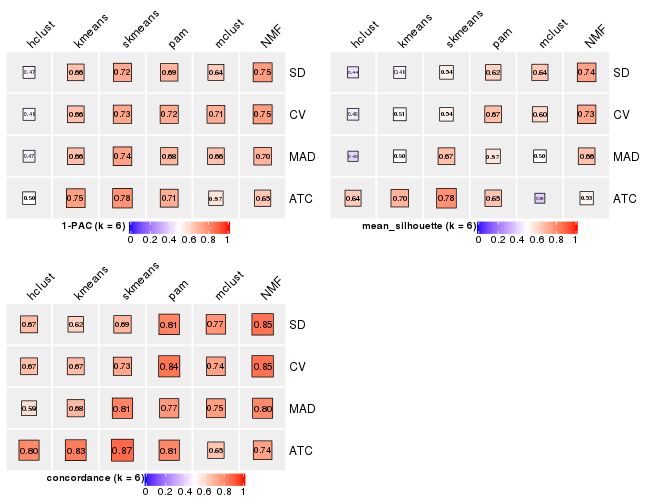 hclust kmeans skmeans pam mclust NMF
0.47 0.66 0.72 0.69 0.64 0.75 SD
0.66 0.73 0.72 0.71 0.75 CV
0.47 0.66 0.74 0.68 0.66 0.70 MAD
0.50 0.75 0.78 0.71 0.57 0.65 ATC
1-PAC (k = 6)
0 0.2 0.4 0.6 0.8 1
hclust kmeans skmeans pam mclust NMF
0.44 0.54 0.62 0.64 0.74 SD
0.51 0.54 0.67 0.60 0.73 CV
0.50 0.67 0.57 0.50 0.66 MAD
0.64 0.70 0.78 0.65 0.53 ATC
mean_silhouette (k = 6)
0 0.2 0.4 0.6 0.8 1
hclust kmeans skmeans pam mclust NMF
0.67 0.62 0.69 0.81 0.77 0.85 SD
0.67 0.67 0.73 0.84 0.74 0.85 CV
0.59 0.68 0.81 0.77 0.75 0.80 MAD
0.80 0.83 0.87 0.81 0.65 0.74 ATC
concordance (k = 6)
0 0.2 0.4 0.6 0.8 1